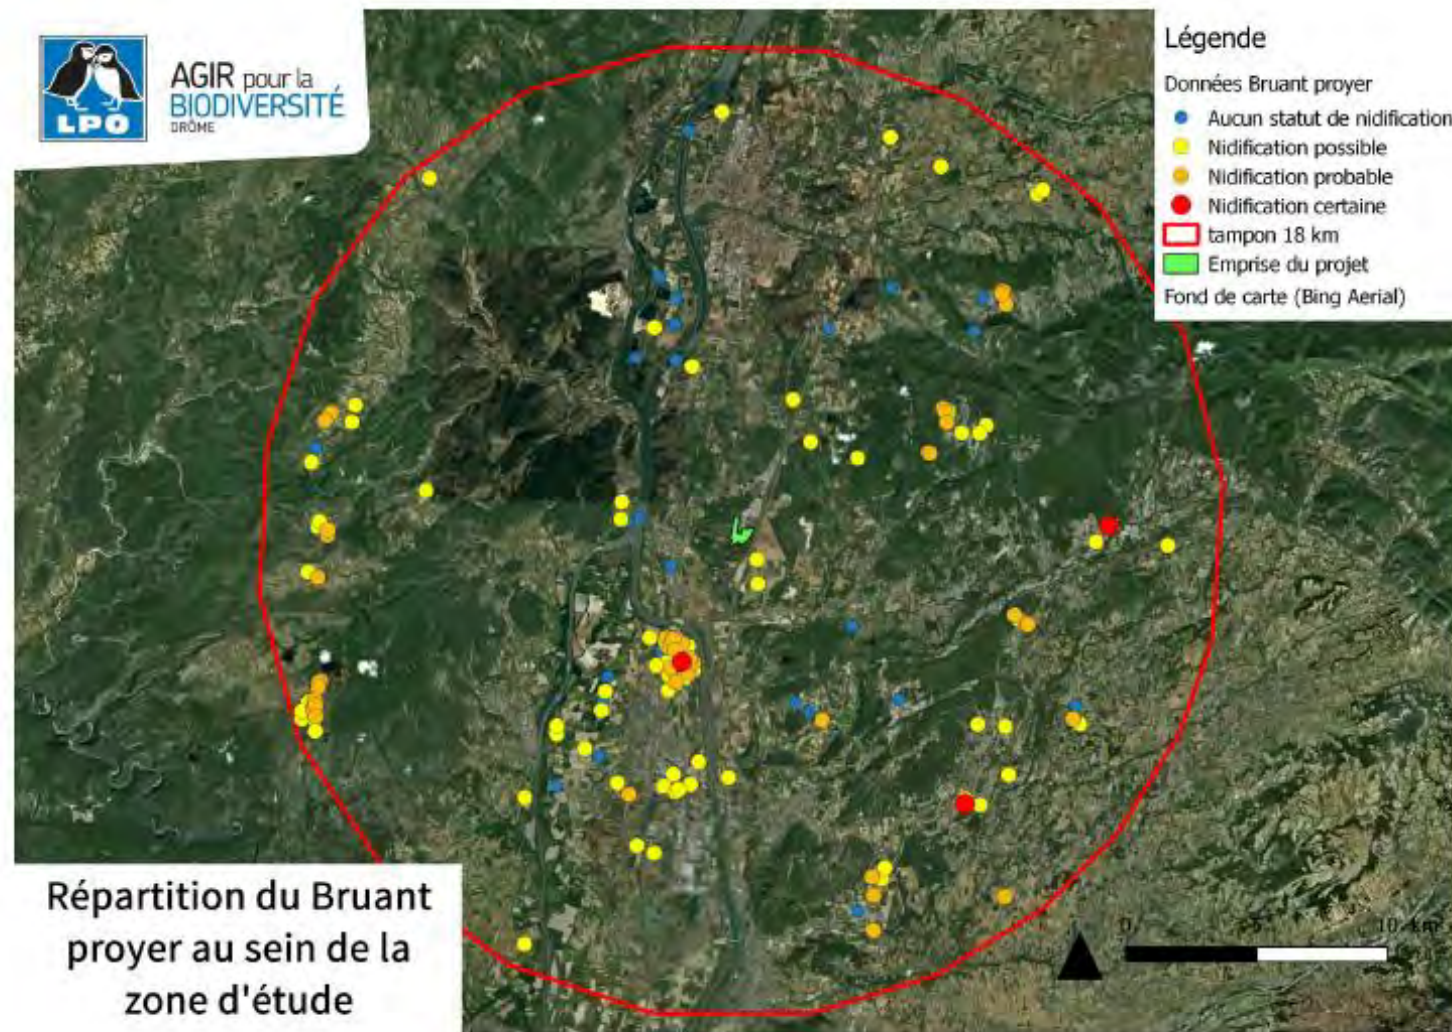 LPO
AGIR pour la
BIODIVERSITÉ
DRÔME
Légende
Données Bruant proyer
Aucun statut de nidification
Nidification possible
Nidification probable
Nidification certaine
tampon 18 km
Emprise du projet
Fond de carte (Bing Aerial)
0 5 10 km
Répartition du Bruant
proyer au sein de la
zone d'étude